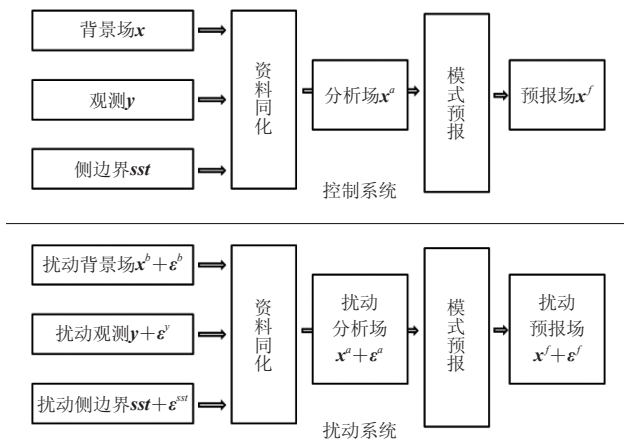 背景场x
观测y
侧边界sst
资料同化
分析场xᵃ
模式预报
预报场xᶠ
控制系统
扰动背景场xᵇ+εᵇ
扰动观测y+εʸ
扰动侧边界sst+εˢˢᵗ
资料同化
扰动
分析场
xᵃ+εᵃ
模式预报
扰动
预报场
xᶠ+εᶠ
扰动系统